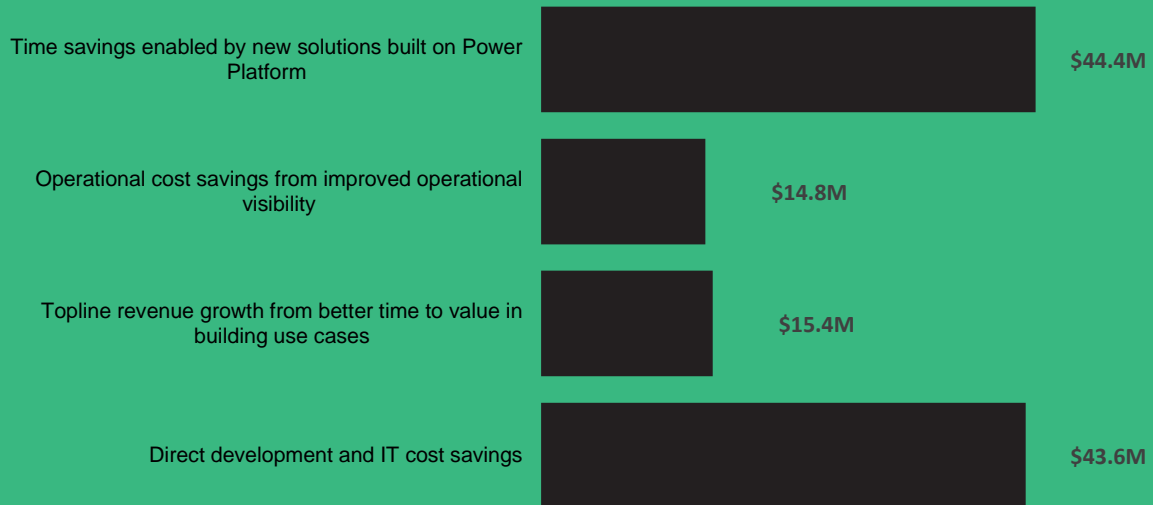 Time savings enabled by new solutions built on Power
Platform
$44.4M
Operational cost savings from improved operational
visibility
$14.8M
Topline revenue growth from better time to value in
building use cases
$15.4M
Direct development and IT cost savings
$43.6M